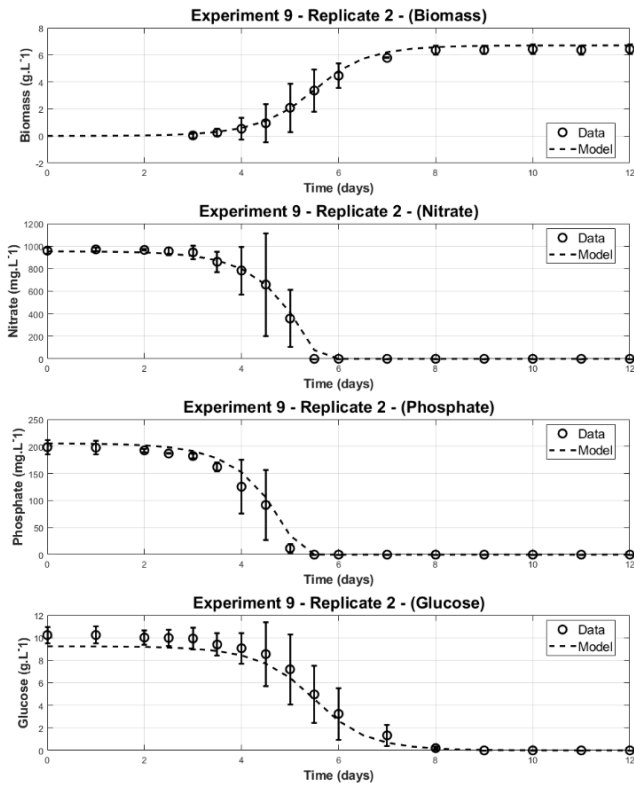 Experiment 9 - Replicate 2 - (Biomass)
8
6
4
2
0
-2
Biomass (g.L⁻1)
Data
Model
0 2 4 6 8 10 12
Time (days)
Experiment 9 - Replicate 2 - (Nitrate)
1200
1000
800
600
400
200
0
Nitrate (mg.L⁻1)
Data
Model
0 2 4 6 8 10 12
Time (days)
Experiment 9 - Replicate 2 - (Phosphate)
250
200
150
100
50
0
Phosphate (mg.L⁻1)
Data
Model
0 2 4 6 8 10 12
Time (days)
Experiment 9 - Replicate 2 - (Glucose)
12
10
8
6
4
2
0
Glucose (g.L⁻1)
Data
Model
0 2 4 6 8 10 12
Time (days)